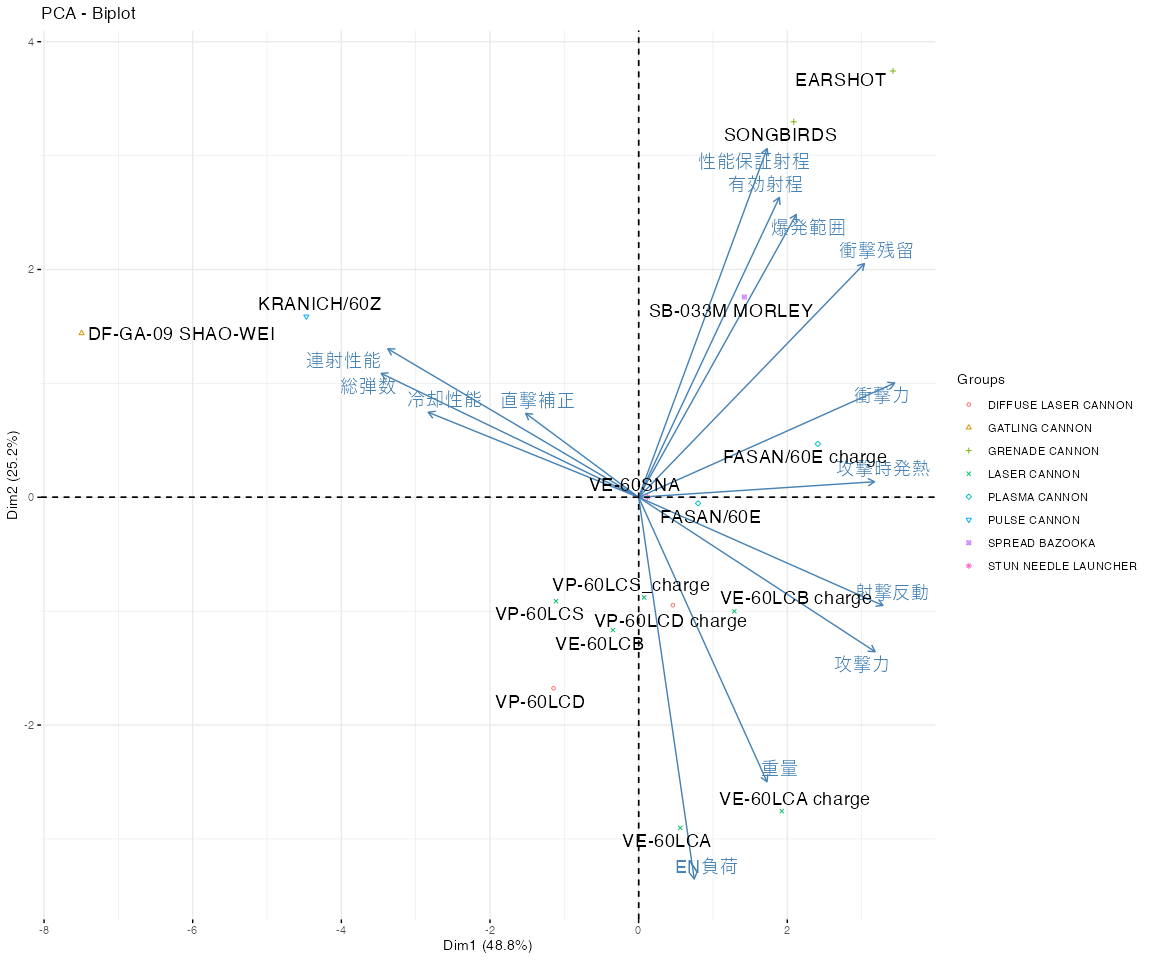 PCA - Biplot
4
EARSHOT
SONGBIRDS
性能保証射程
有効射程
爆発範囲
衝撃残留
2
KRANICH/60Z
SB-033M MORLEY
DF-GA-09 SHAO-WEI
連射性能
総弾数
冷却性能
直撃補正
衝撃力
FASAN/60E charge
攻撃時発熱
VE-60SNA
0
FASAN/60E
VP-60LCS_charge
射撃反動
VE-60LCB charge
VP-60LCS
VP-60LCD charge
VE-60LCB
攻撃力
VP-60LCD
-2
重量
VE-60LCA charge
VE-60LCA
EN負荷
Dim2 (25.2%)
-8
-6
-4
-2
0
2
Dim1 (48.8%)
Groups
DIFFUSE LASER CANNON
GATLING CANNON
GRENADE CANNON
LASER CANNON
PLASMA CANNON
PULSE CANNON
SPREAD BAZOOKA
STUN NEEDLE LAUNCHER